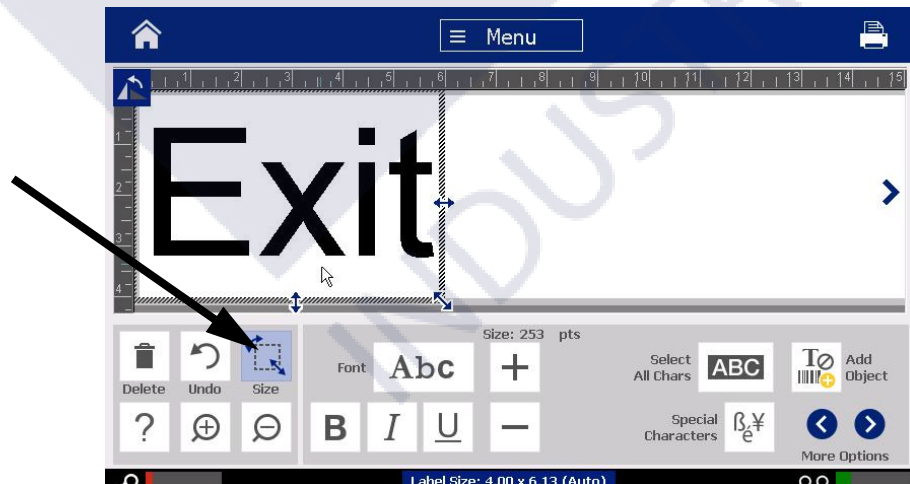 Menu
1 2 3 4 5 6 7 8 9 10 11 12 13 14 15
1
2
3
4
Exit
INDUST
Size: 253 pts
Delete Undo Size
Font Abc +
Select All Chars ABC
Add Object
? B I U −
Special Characters ßé¥
More Options
Label Size: 4.00 x 6.13 (Auto)